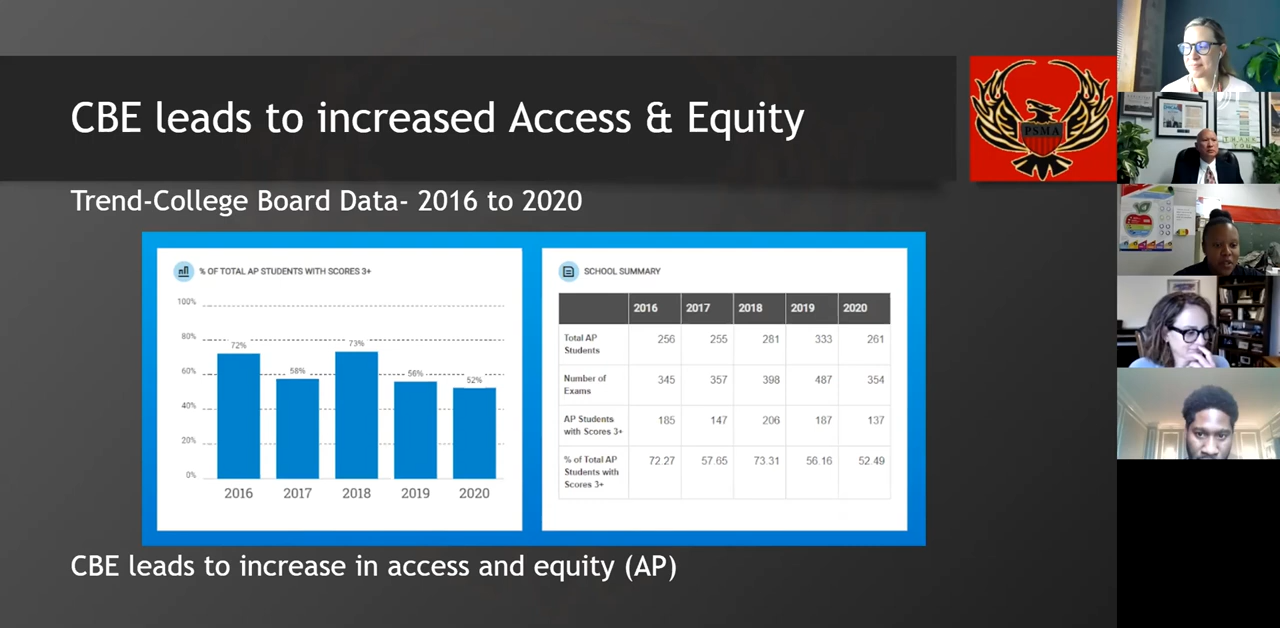 CBE leads to increased Access & Equity
PSMA
Trend-College Board Data- 2016 to 2020
% OF TOTAL AP STUDENTS WITH SCORES 3+
100%
80%
60%
40%
20%
0%
72%
58%
73%
56%
52%
2016 2017 2018 2019 2020
SCHOOL SUMMARY
2016 2017 2018 2019 2020
Total AP Students 256 255 281 333 261
Number of Exams 345 357 398 487 354
AP Students with Scores 3+ 185 147 206 187 137
% of Total AP Students with Scores 3+ 72.27 57.65 73.31 56.16 52.49
CBE leads to increase in access and equity (AP)